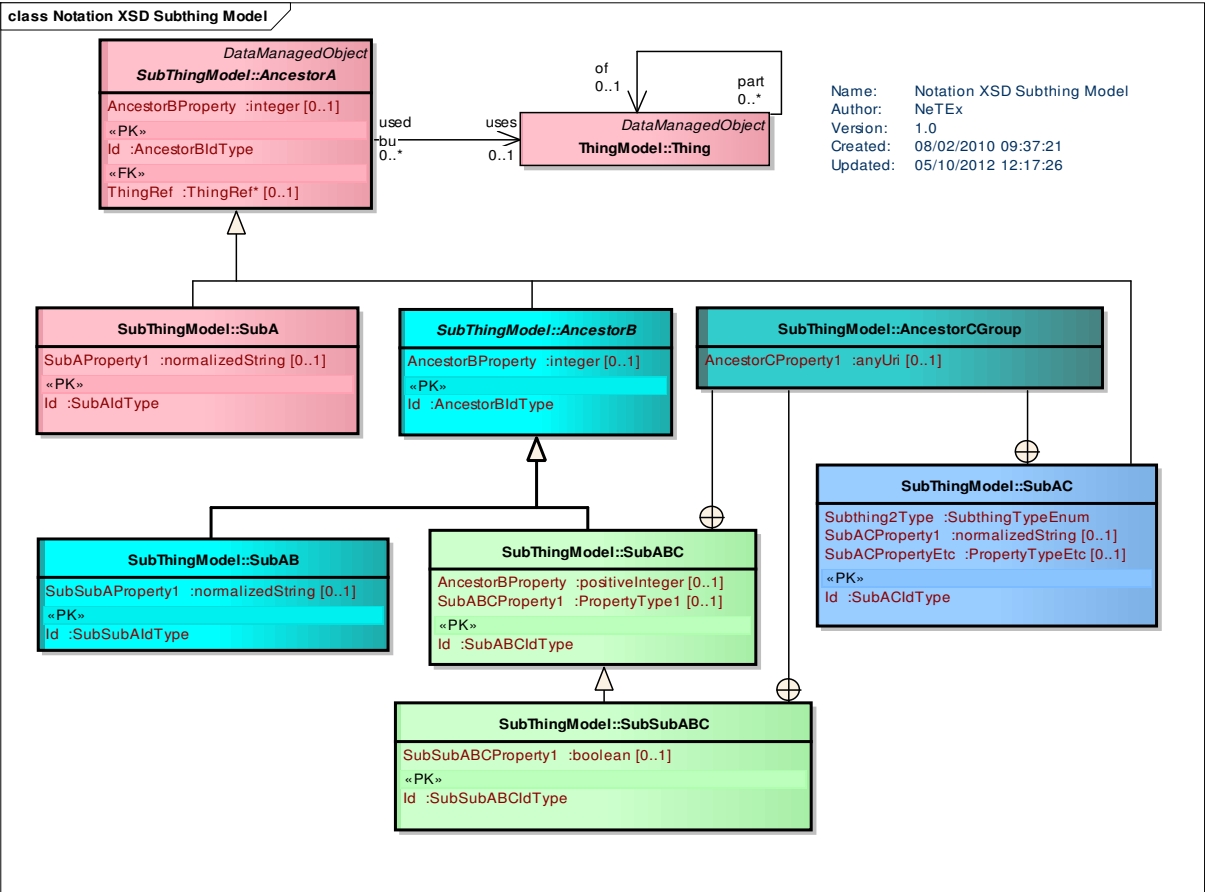 class Notation XSD Subthing Model
DataManagedObject
SubThingModel::AncestorA
AncestorBProperty :integer [0..1]
«PK»
Id :AncestorBIdType
«FK»
ThingRef :ThingRef* [0..1]
used
bu
0..*
uses
0..1
of
0..1
part
0..*
DataManagedObject
ThingModel::Thing
Name: Notation XSD Subthing Model
Author: NeTEx
Version: 1.0
Created: 08/02/2010 09:37:21
Updated: 05/10/2012 12:17:26
SubThingModel::SubA
SubAProperty1 :normalizedString [0..1]
«PK»
Id :SubAIdType
SubThingModel::AncestorB
AncestorBProperty :integer [0..1]
«PK»
Id :AncestorBIdType
SubThingModel::AncestorCGroup
AncestorCProperty1 :anyUri [0..1]
SubThingModel::SubAC
Subthing2Type :SubthingTypeEnum
SubACProperty1 :normalizedString [0..1]
SubACPropertyEtc :PropertyTypeEtc [0..1]
«PK»
Id :SubACIdType
SubThingModel::SubAB
SubSubAProperty1 :normalizedString [0..1]
«PK»
Id :SubSubAIdType
SubThingModel::SubABC
AncestorBProperty :positiveInteger [0..1]
SubABCProperty1 :PropertyType1 [0..1]
«PK»
Id :SubABCIdType
SubThingModel::SubSubABC
SubSubABCProperty1 :boolean [0..1]
«PK»
Id :SubSubABCIdType